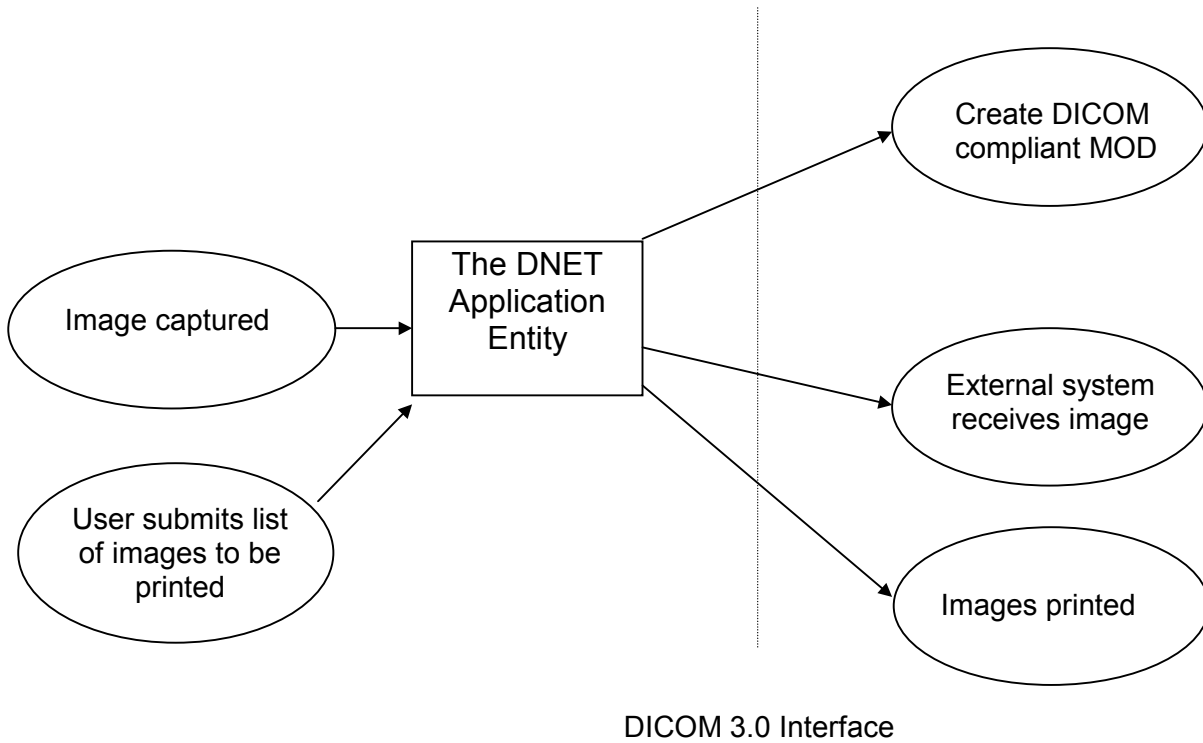 Create DICOM
compliant MOD
The DNET
Application
Entity
Image captured
External system
receives image
User submits list
of images to be
printed
Images printed
DICOM 3.0 Interface